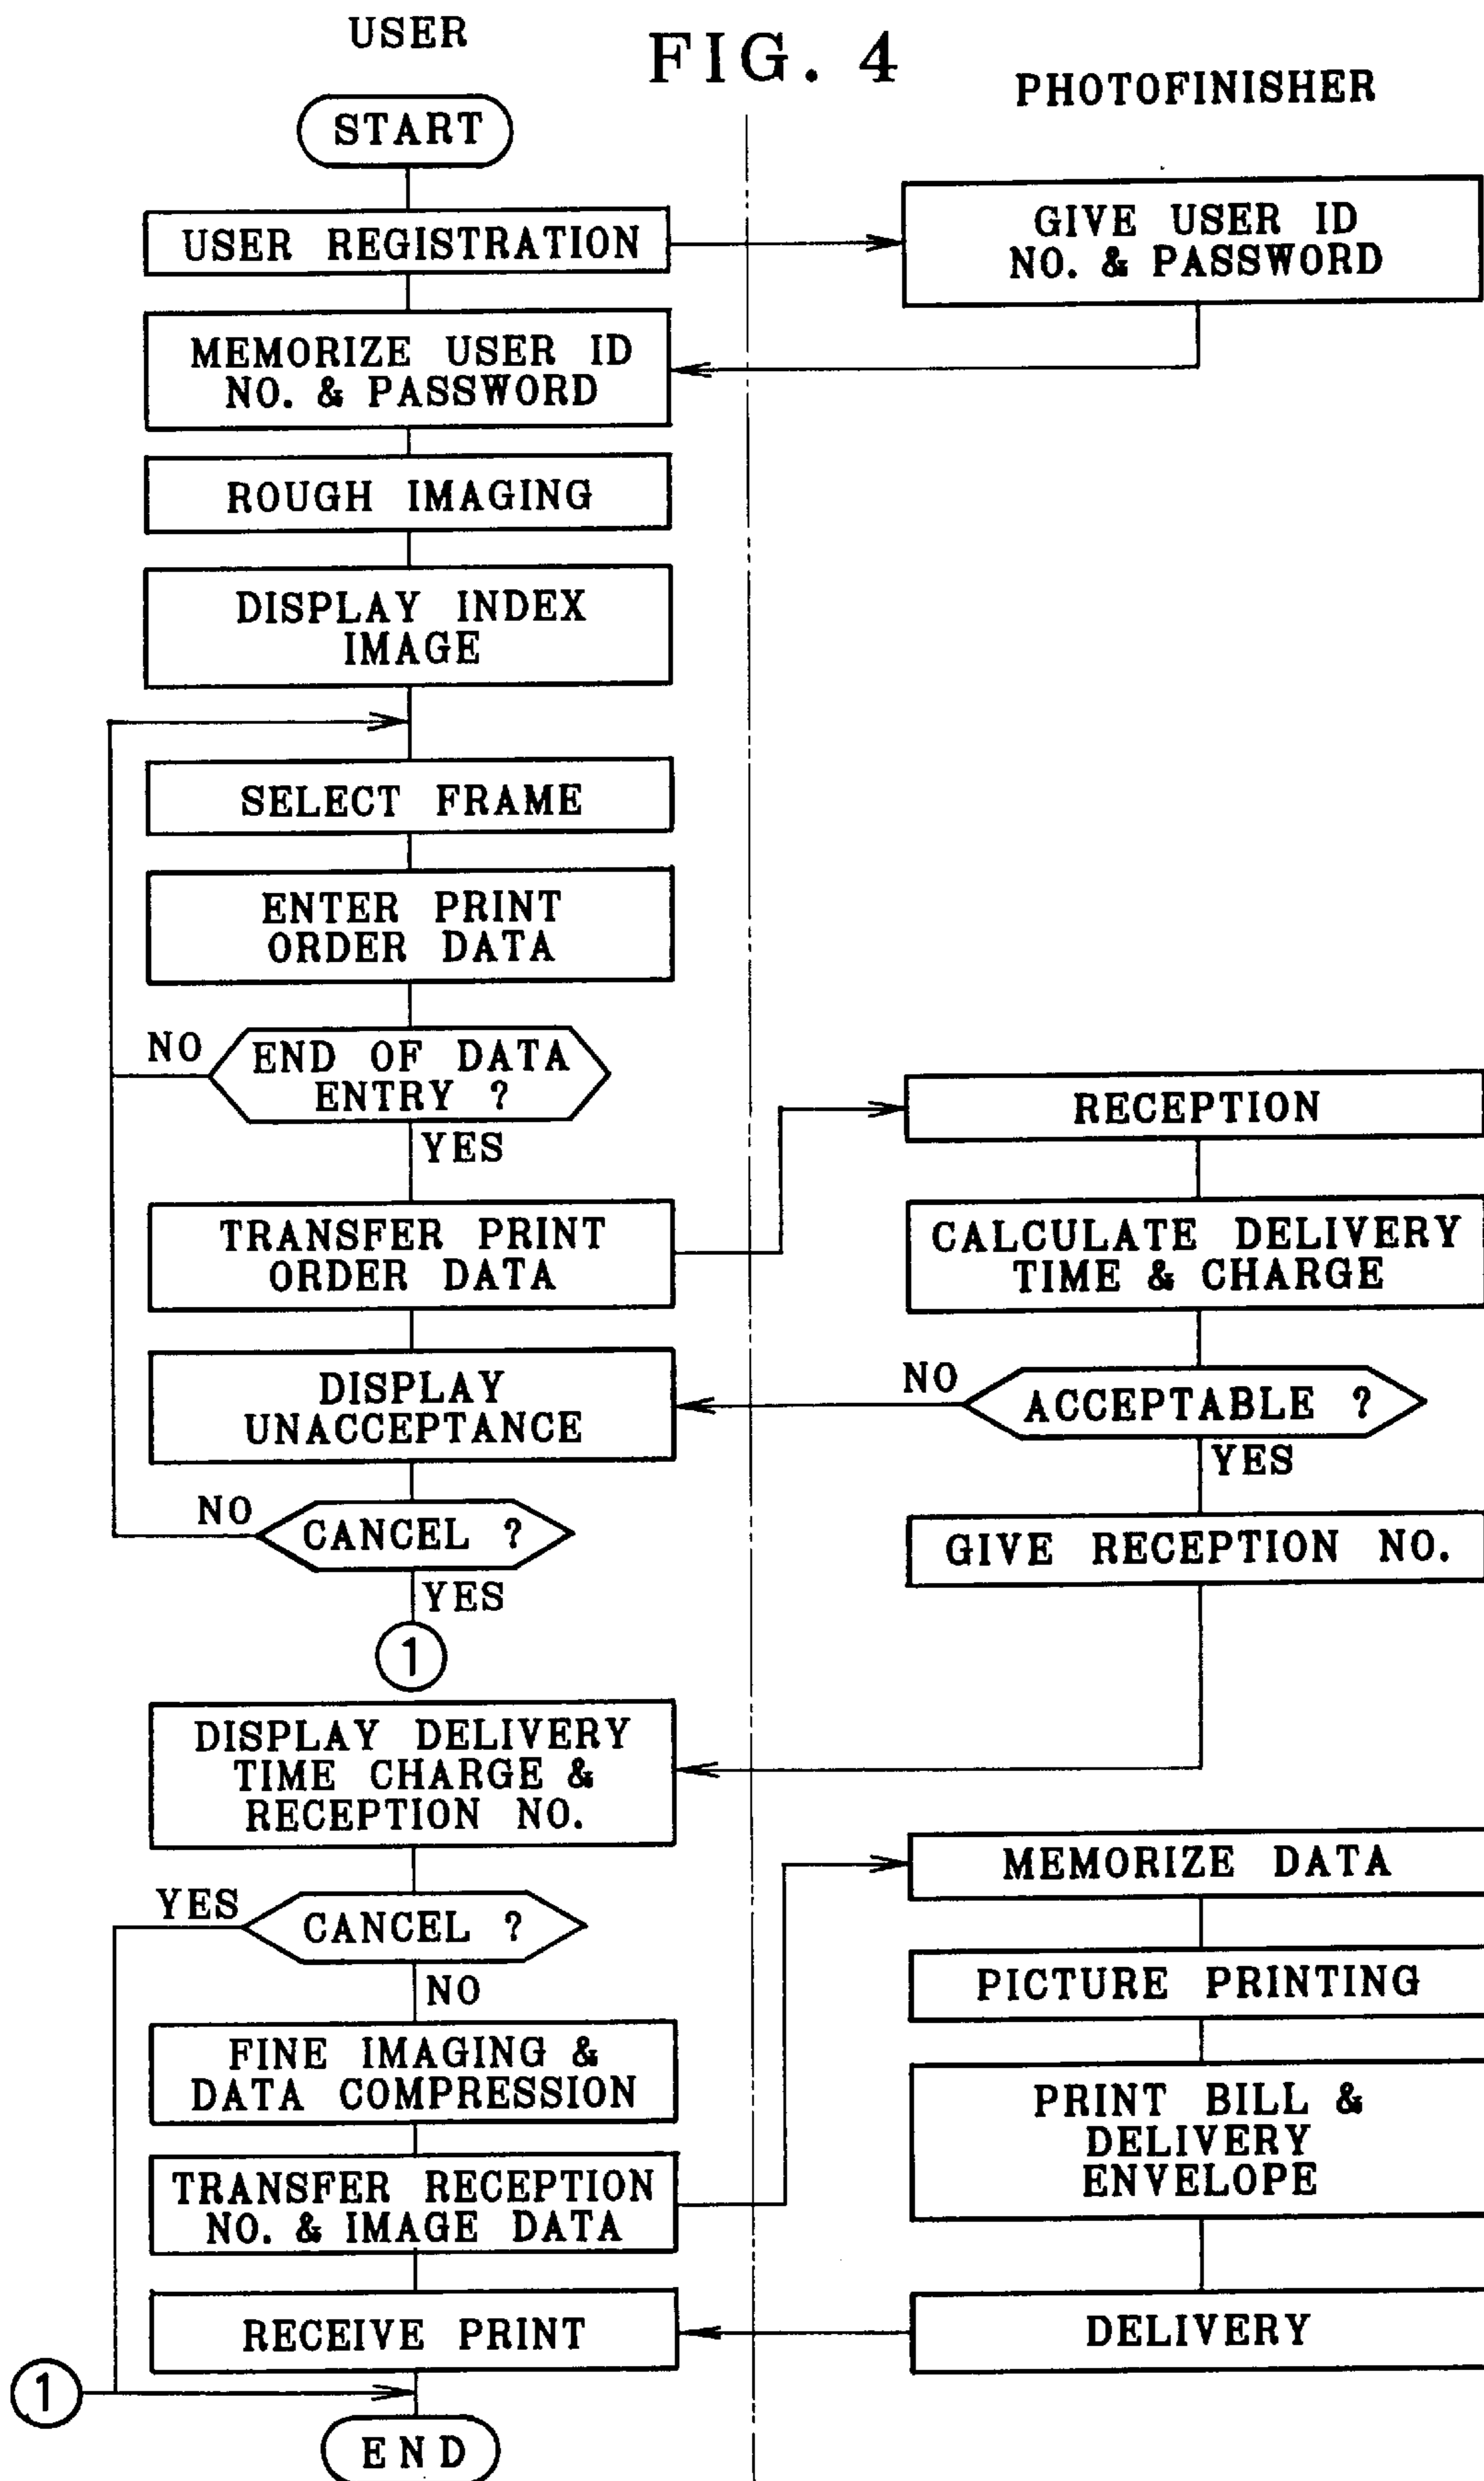 USER
FIG. 4
PHOTOFINISHER
START
USER REGISTRATION
GIVE USER ID
NO. & PASSWORD
MEMORIZE USER ID
NO. & PASSWORD
ROUGH IMAGING
DISPLAY INDEX
IMAGE
SELECT FRAME
ENTER PRINT
ORDER DATA
NO
END OF DATA
ENTRY ?
YES
RECEPTION
TRANSFER PRINT
ORDER DATA
CALCULATE DELIVERY
TIME & CHARGE
DISPLAY
UNACCEPTANCE
NO
ACCEPTABLE ?
YES
NO
CANCEL ?
YES
GIVE RECEPTION NO.
1
DISPLAY DELIVERY
TIME CHARGE &
RECEPTION NO.
MEMORIZE DATA
YES
CANCEL ?
NO
PICTURE PRINTING
FINE IMAGING &
DATA COMPRESSION
PRINT BILL &
DELIVERY
ENVELOPE
TRANSFER RECEPTION
NO. & IMAGE DATA
RECEIVE PRINT
DELIVERY
1
END